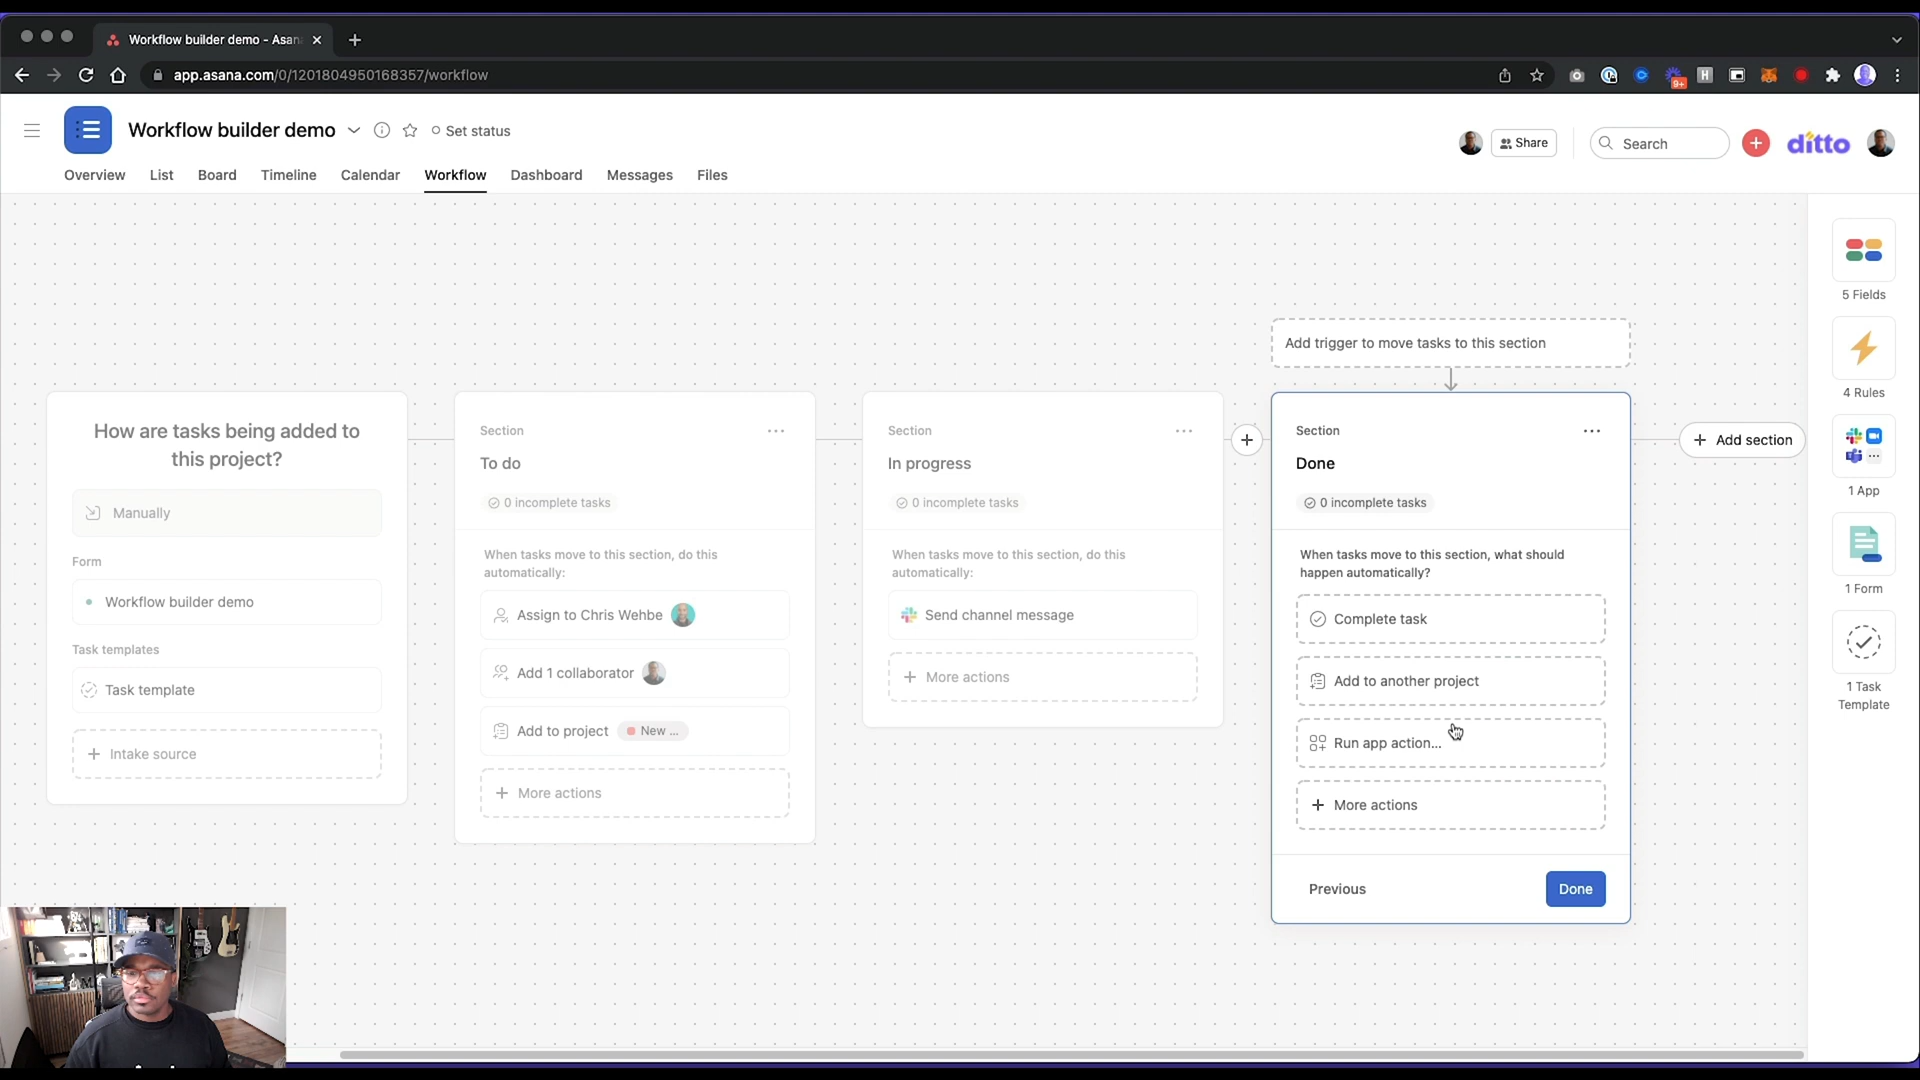 Workflow builder demo - Asan
app.asana.com/0/1201804950168357/workflow
9+
H
Workflow builder demo
Set status
Share
Search
ditto
Overview
List
Board
Timeline
Calendar
Workflow
Dashboard
Messages
Files
How are tasks being added to
this project?
Manually
Form
Workflow builder demo
Task templates
Task template
Intake source
Section
To do
0 incomplete tasks
When tasks move to this section, do this
automatically:
Assign to Chris Wehbe
Add 1 collaborator
Add to project
New ...
More actions
Section
In progress
0 incomplete tasks
When tasks move to this section, do this
automatically:
Send channel message
More actions
Add trigger to move tasks to this section
Section
Done
0 incomplete tasks
When tasks move to this section, what should
happen automatically?
Complete task
Add to another project
Run app action...
More actions
Previous
Done
Add section
5 Fields
4 Rules
1 App
1 Form
1 Task
Template